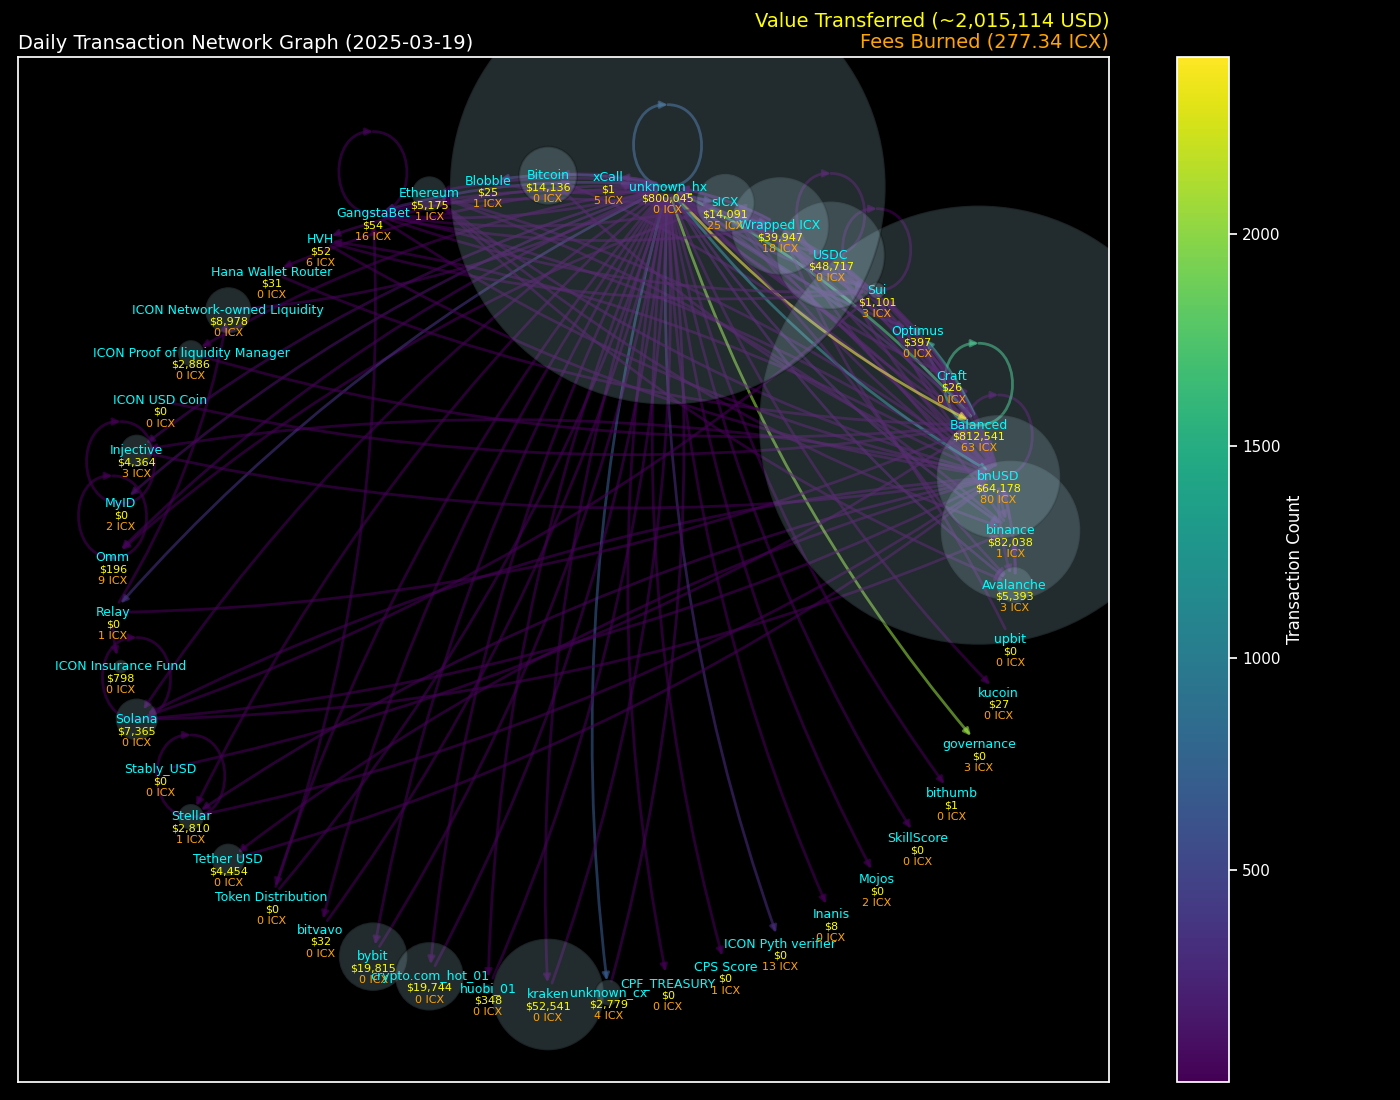 Value Transferred (~2,015,114 USD)
Daily Transaction Network Graph (2025-03-19)
Fees Burned (277.34 ICX)
unknown_hx
$800,045
0 ICX
xCall
$1
5 ICX
Bitcoin
$14,136
0 ICX
Blobble
$25
1 ICX
Ethereum
$5,175
1 ICX
GangstaBet
$54
16 ICX
HVH
$52
6 ICX
Hana Wallet Router
$31
0 ICX
ICON Network-owned Liquidity
$8,978
0 ICX
ICON Proof of liquidity Manager
$2,886
0 ICX
ICON USD Coin
$0
0 ICX
Injective
$4,364
3 ICX
MyID
$0
2 ICX
Omm
$196
9 ICX
Relay
$0
1 ICX
ICON Insurance Fund
$798
0 ICX
Solana
$7,365
0 ICX
Stably_USD
$0
0 ICX
Stellar
$2,810
1 ICX
Tether USD
$4,454
0 ICX
Token Distribution
$0
0 ICX
bitvavo
$32
0 ICX
bybit
$19,815
0 ICX
crypto.com_hot_01
$19,744
0 ICX
huobi_01
$348
0 ICX
kraken
$52,541
0 ICX
unknown_cx
$2,779
4 ICX
CPF_TREASURY
$0
0 ICX
CPS Score
$0
1 ICX
ICON Pyth verifier
$0
13 ICX
Inanis
$8
0 ICX
Mojos
$0
2 ICX
SkillScore
$0
0 ICX
bithumb
$1
0 ICX
governance
$0
3 ICX
kucoin
$27
0 ICX
upbit
$0
0 ICX
Avalanche
$5,393
3 ICX
binance
$82,038
1 ICX
bnUSD
$64,178
80 ICX
Balanced
$812,541
63 ICX
Craft
$26
0 ICX
Optimus
$397
0 ICX
Sui
$1,101
3 ICX
USDC
$48,717
0 ICX
Wrapped ICX
$39,947
18 ICX
sICX
$14,091
25 ICX
2000
1500
1000
500
Transaction Count